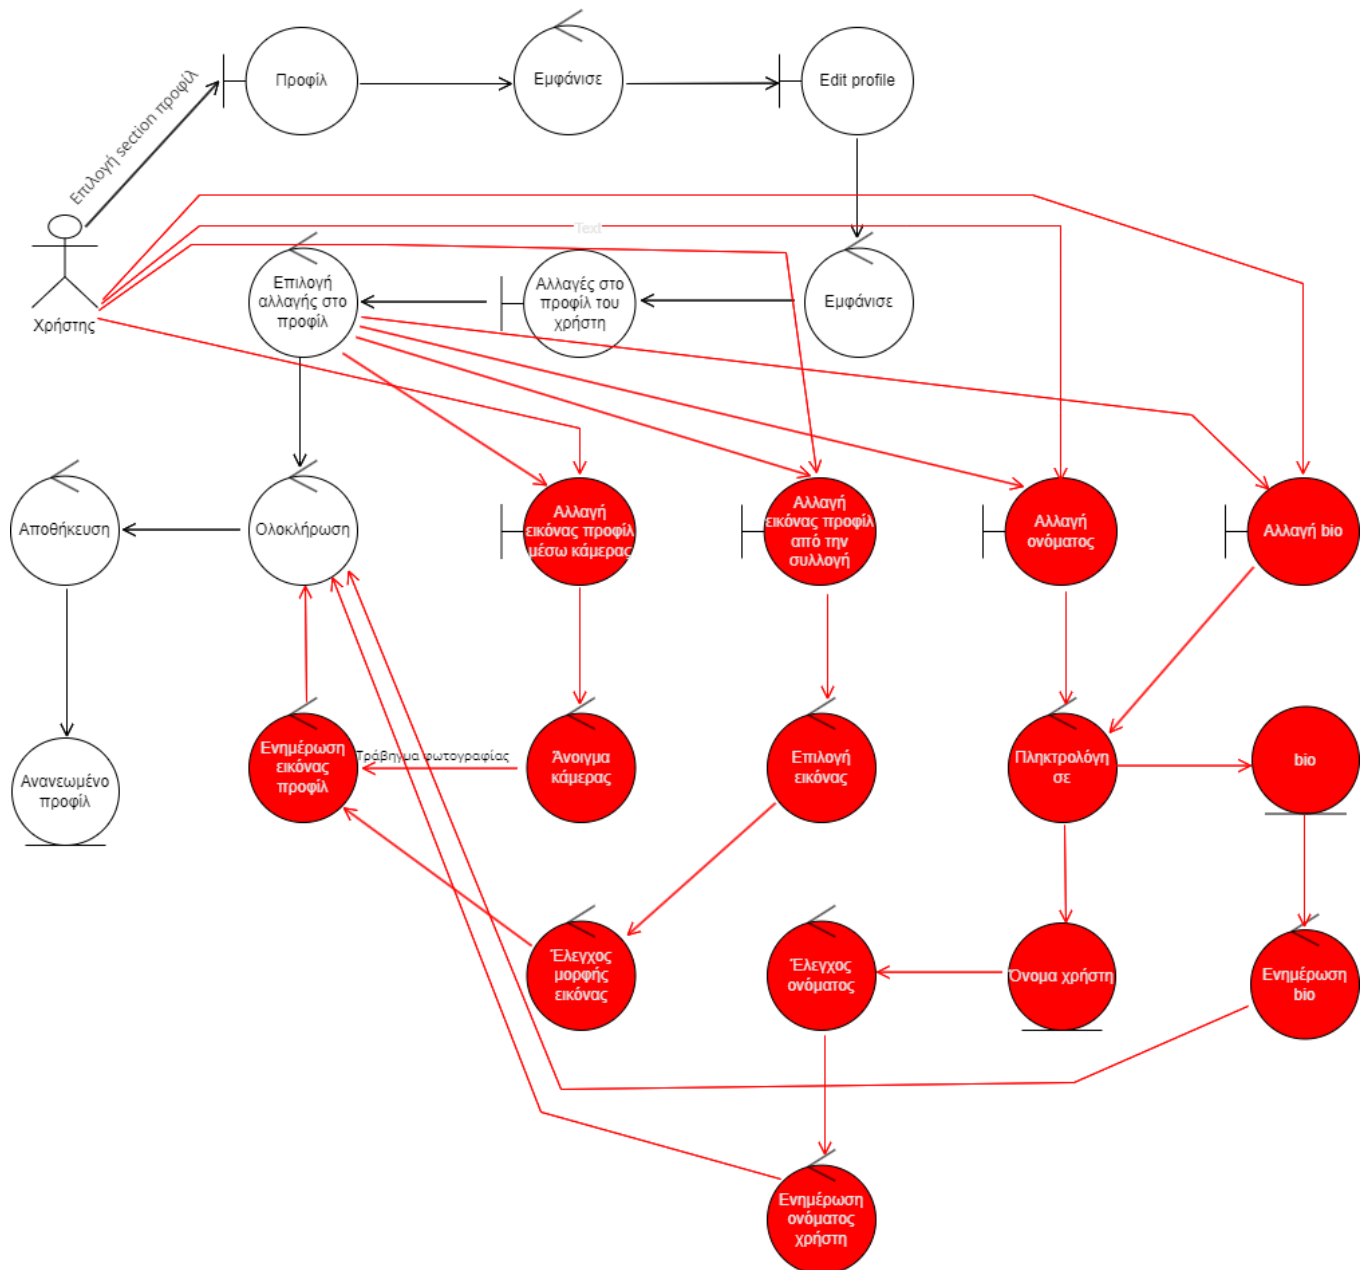 Προφίλ
Εμφάνισε
Edit profile
Επιλογή section προφίλ
Text
Χρήστης
Επιλογή
αλλαγής στο
προφίλ
Αλλαγές στο
προφίλ του
χρήστη
Εμφάνισε
Αποθήκευση
Ολοκλήρωση
Αλλαγή
εικόνας προφίλ
μέσω κάμερας
Αλλαγή
εικόνας προφίλ
από την
συλλογή
Αλλαγή
ονόματος
Αλλαγή bio
Ανανεωμένο
προφίλ
Ενημέρωση
εικόνας
προφίλ
Τράβηγμα φωτογραφίας
Άνοιγμα
κάμερας
Επιλογή
εικόνας
Πληκτρολόγη
σε
bio
Έλεγχος
μορφής
εικόνας
Έλεγχος
ονόματος
Όνομα χρήστη
Ενημέρωση
bio
Ενημέρωση
ονόματος
χρήστη